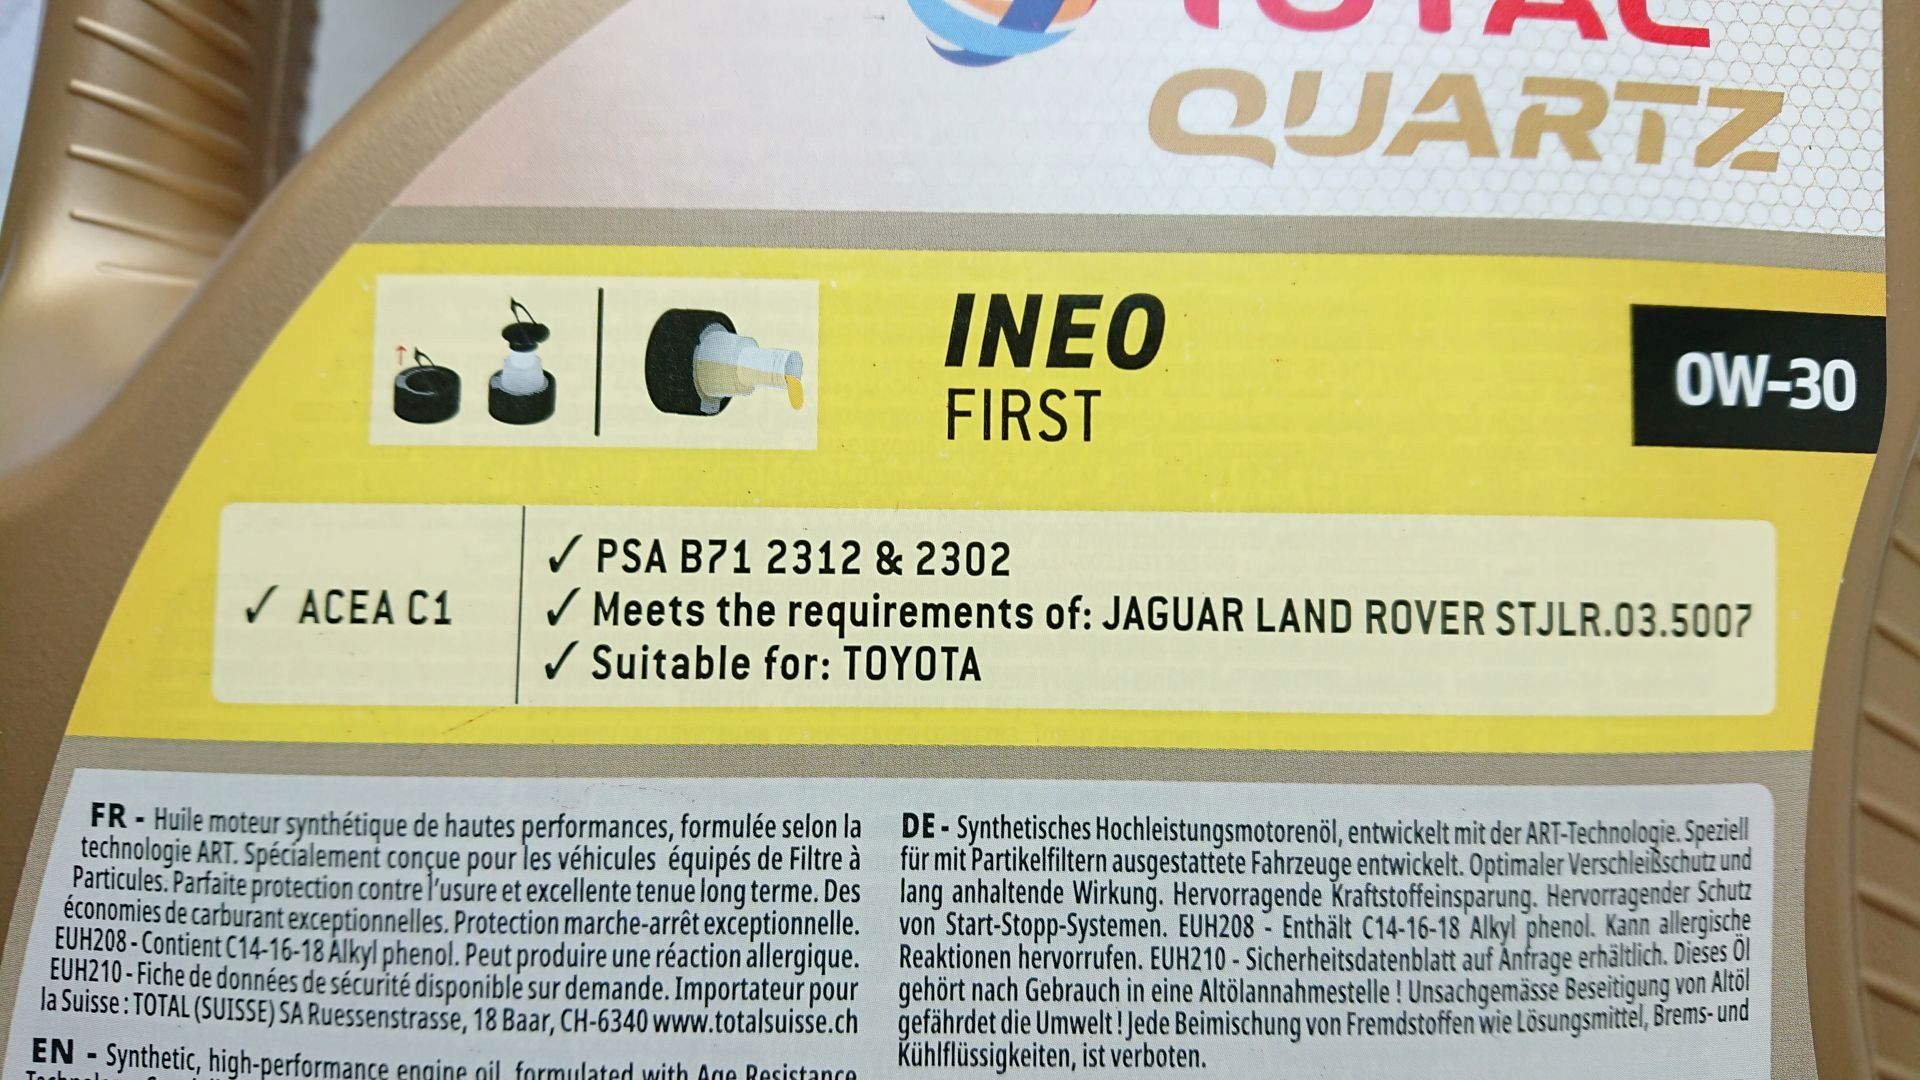 TOTAL
QUARTZ
INEO
FIRST
0W-30
✓ ACEA C1
✓ PSA B71 2312 & 2302
✓ Meets the requirements of: JAGUAR LAND ROVER STJLR.03.5007
✓ Suitable for: TOYOTA
FR - Huile moteur synthétique de hautes performances, formulée selon la
technologie ART. Spécialement conçue pour les véhicules équipés de Filtre à
Particules. Parfaite protection contre l'usure et excellente tenue long terme. Des
économies de carburant exceptionnelles. Protection marche-arrêt exceptionnelle.
EUH208 - Contient C14-16-18 Alkyl phenol. Peut produire une réaction allergique.
EUH210 - Fiche de données de sécurité disponible sur demande. Importateur pour
la Suisse : TOTAL (SUISSE) SA Ruessenstrasse, 18 Baar, CH-6340 www.totalsuisse.ch
EN - Synthetic, high-performance engine oil, formulated with Age Resistance
DE - Synthetisches Hochleistungsmotorenöl, entwickelt mit der ART-Technologie. Speziell
für mit Partikelfiltern ausgestattete Fahrzeuge entwickelt. Optimaler Verschleißschutz und
lang anhaltende Wirkung. Hervorragende Kraftstoffeinsparung. Hervorragender Schutz
von Start-Stopp-Systemen. EUH208 - Enthält C14-16-18 Alkyl phenol. Kann allergische
Reaktionen hervorrufen. EUH210 - Sicherheitsdatenblatt auf Anfrage erhältlich. Dieses Öl
gehört nach Gebrauch in eine Altölannahmestelle ! Unsachgemässe Beseitigung von Altöl
gefährdet die Umwelt ! Jede Beimischung von Fremdstoffen wie Lösungsmittel, Brems- und
Kühlflüssigkeiten, ist verboten.